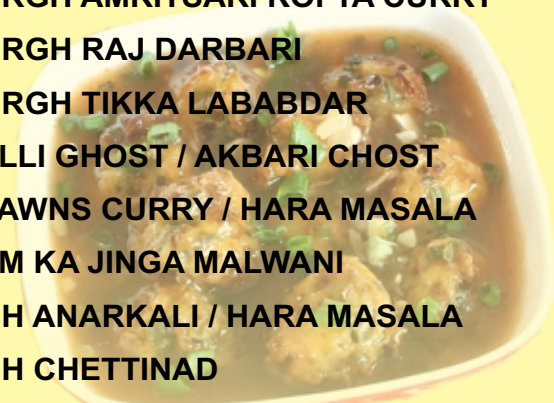 RGH AMRITSARI ROFTA CURRY
RGH RAJ DARBARI
RGH TIKKA LABABDAR
LLI GHOST / AKBARI CHOST
AWNS CURRY / HARA MASALA
M KA JINGA MALWANI
H ANARKALI / HARA MASALA
H CHETTINAD